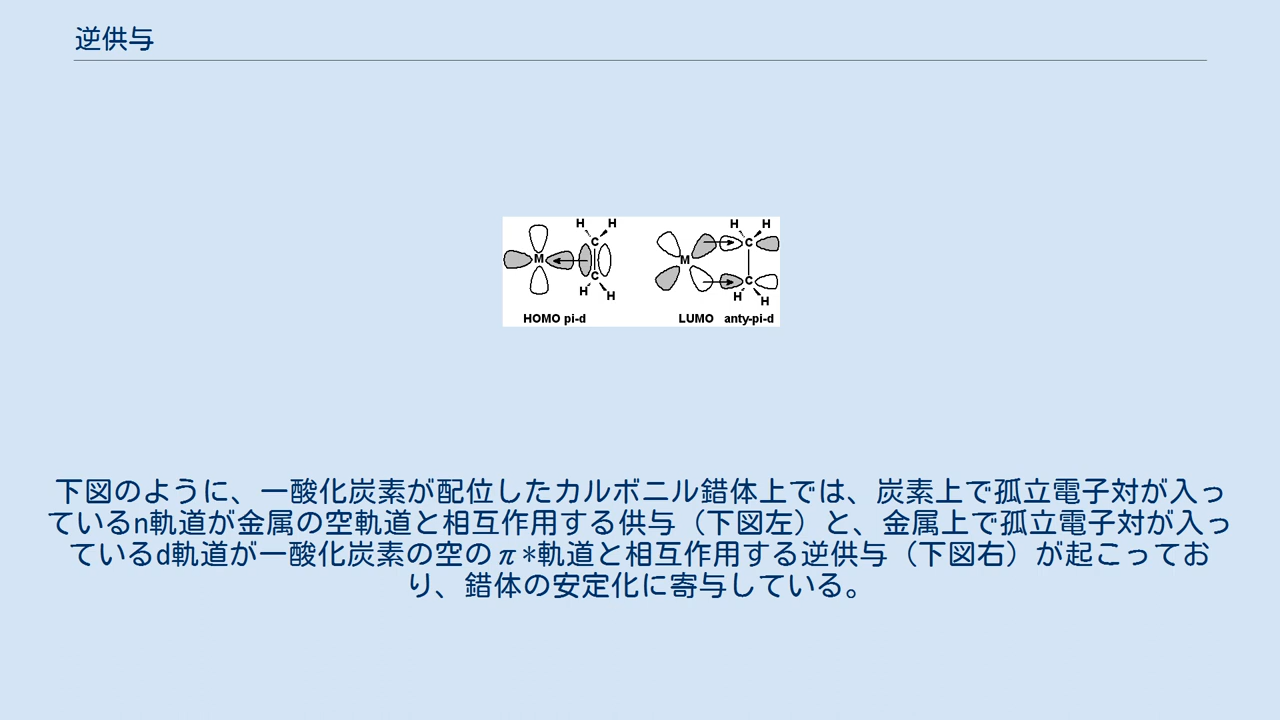 逆供与
H H H H
C C
M M
C C
H H H H
HOMO pi-d LUMO anty-pi-d
下図のように、一酸化炭素が配位したカルボニル錯体上では、炭素上で孤立電子対が入っ
ているn軌道が金属の空軌道と相互作用する供与（下図左）と、金属上で孤立電子対が入っ
ているd軌道が一酸化炭素の空のπ*軌道と相互作用する逆供与（下図右）が起こってお
り、錯体の安定化に寄与している。